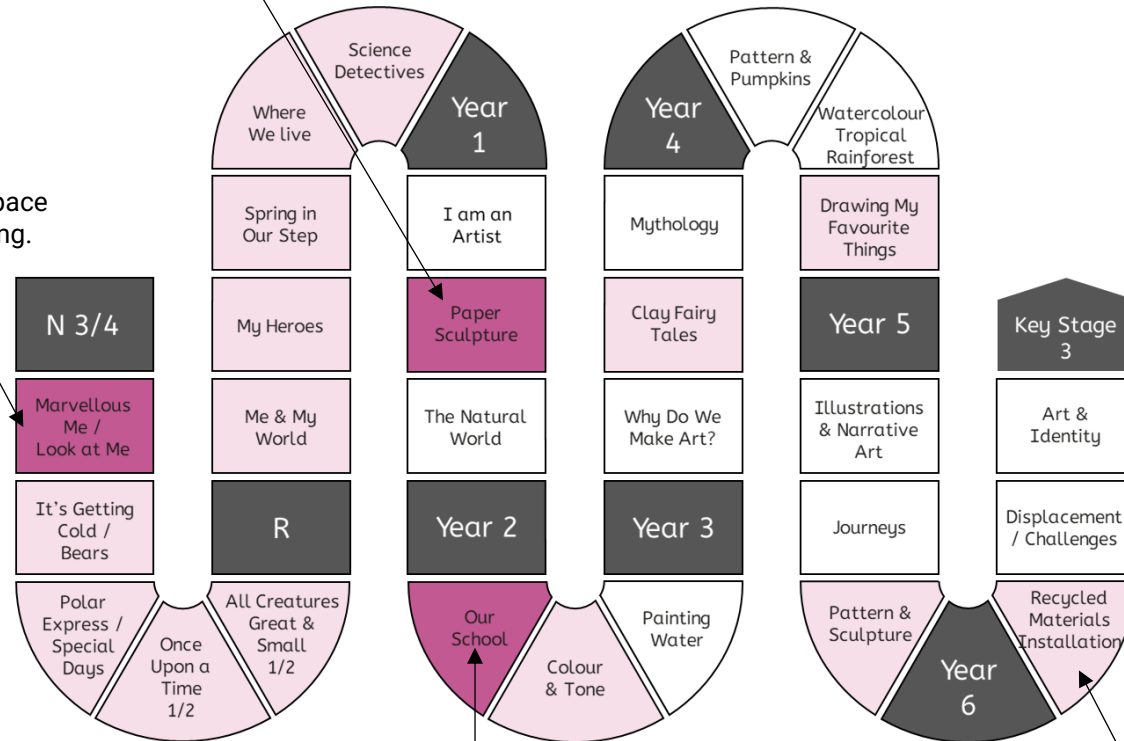 pace
ng.
N 3/4
Marvellous
Me /
Look at Me
It's Getting
Cold /
Bears
Polar
Express /
Special
Days
Once
Upon a
Time
1/2
All Creatures
Great &
Small
1/2
R
Me & My
World
My Heroes
Spring in
Our Step
Where
We live
Science
Detectives
Year
1
I am an
Artist
Paper
Sculpture
The Natural
World
Year 2
Our
School
Colour
& Tone
Painting
Water
Year 3
Why Do We
Make Art?
Clay Fairy
Tales
Mythology
Year
4
Pattern &
Pumpkins
Watercolour
Tropical
Rainforest
Drawing My
Favourite
Things
Year 5
Illustrations
& Narrative
Art
Journeys
Pattern &
Sculpture
Year
6
Recycled
Materials
Installation
Displacement
/ Challenges
Art &
Identity
Key Stage
3